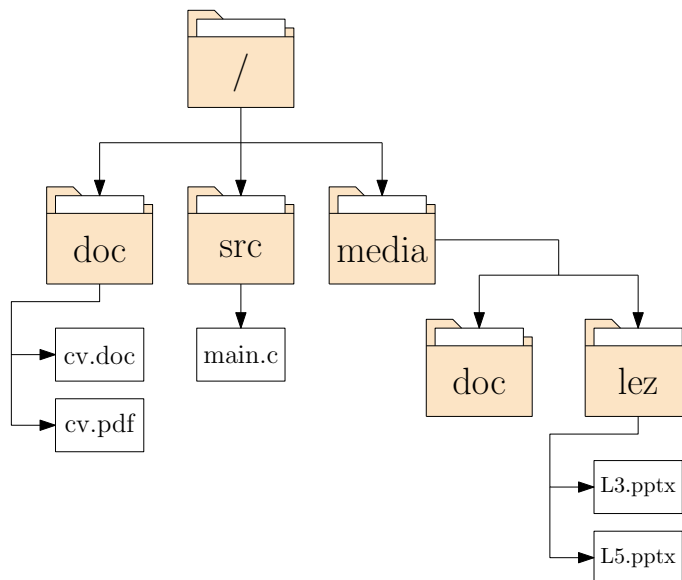 /
doc
src
media
cv.doc
main.c
cv.pdf
doc
lez
L3.pptx
L5.pptx